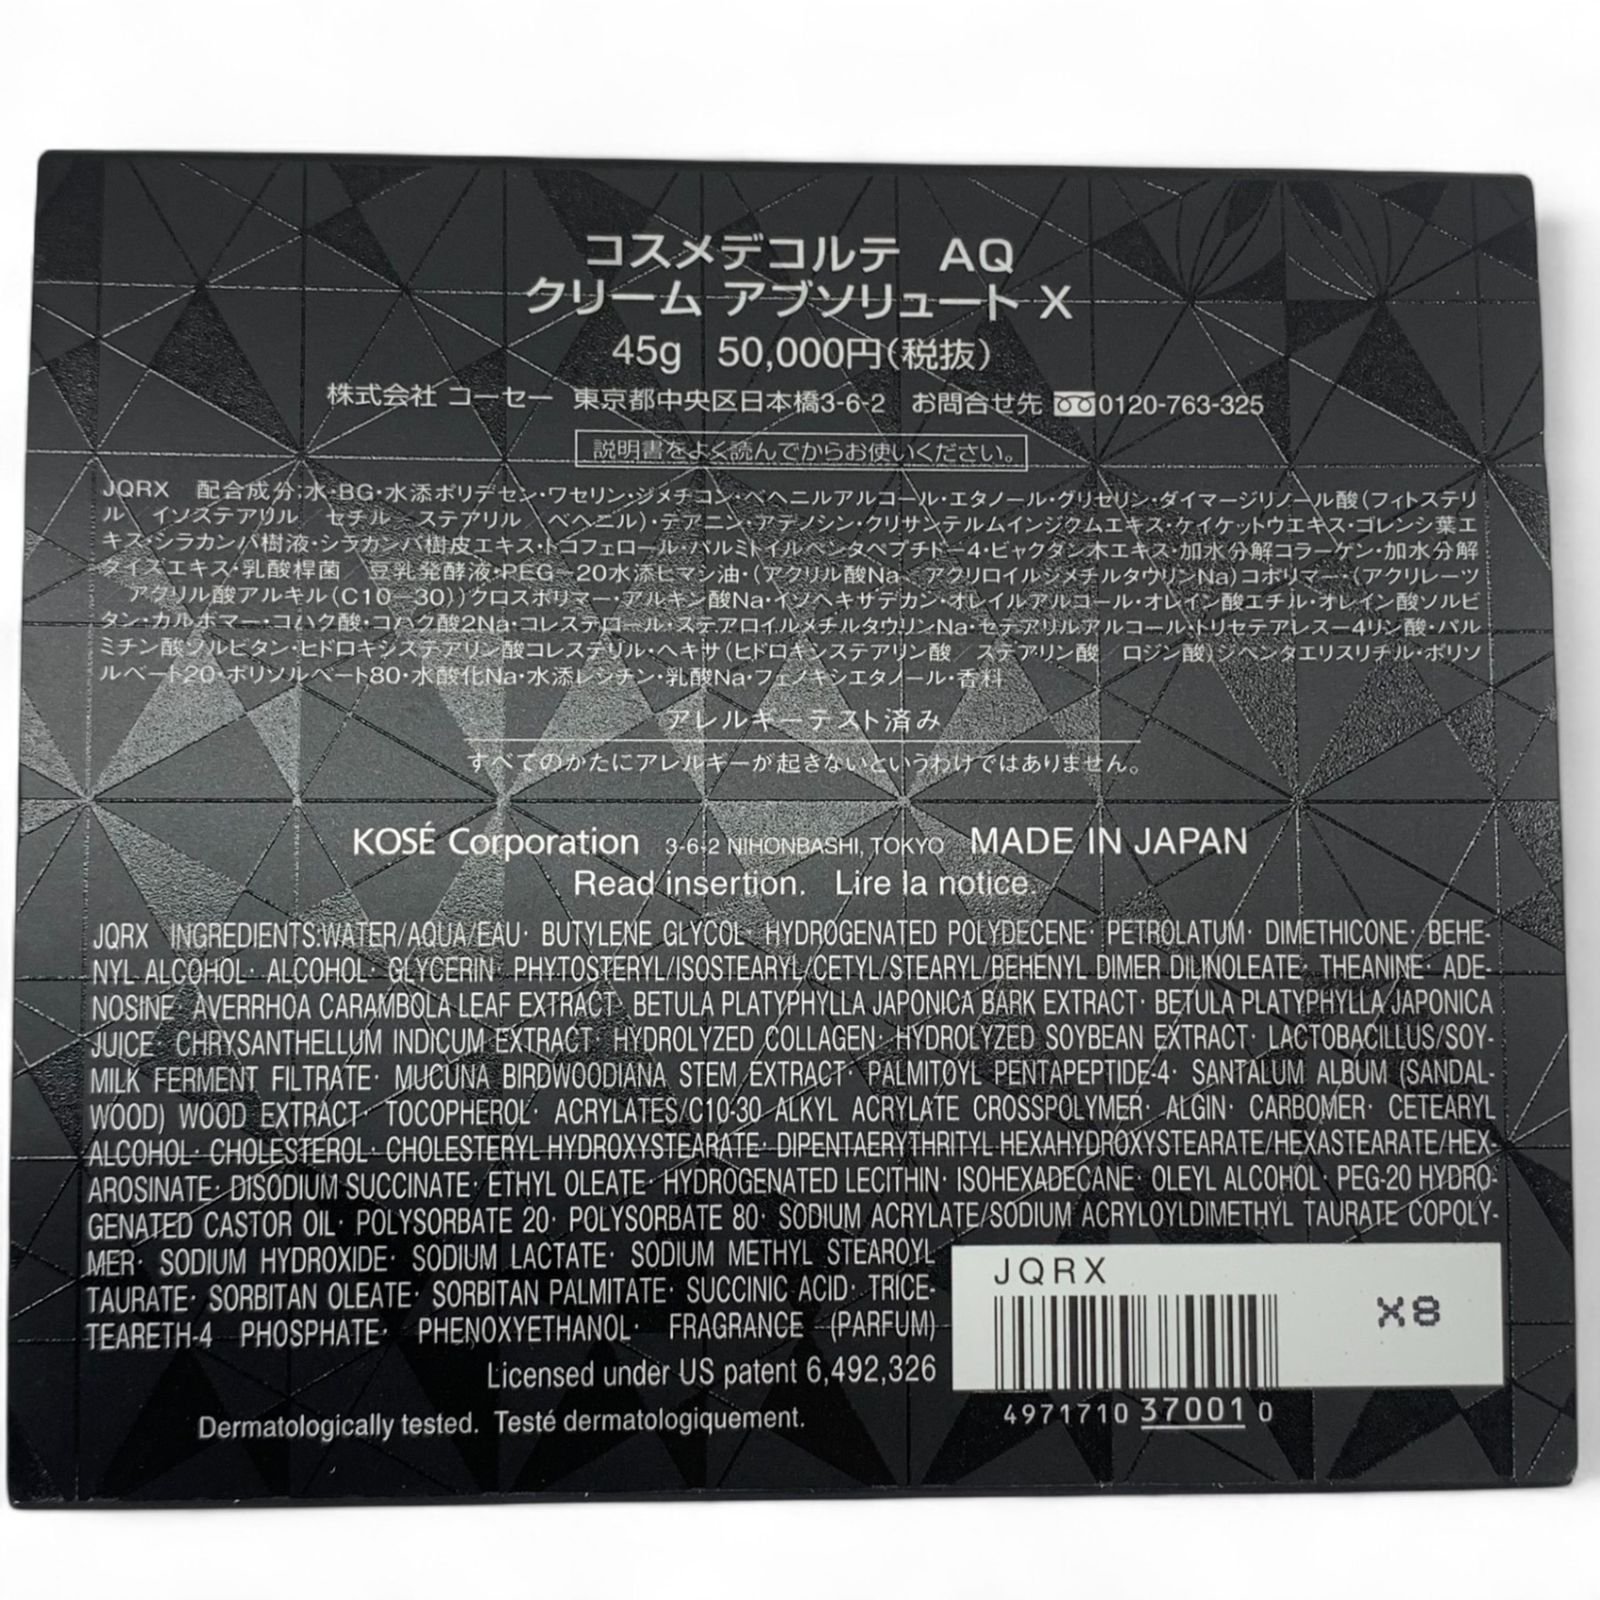 コスメデコルテ AQ
クリーム アブソリュート X
45g 50,000円(税抜)
株式会社 コーセー 東京都中央区日本橋3-6-2 お問合せ先 0120-763-325
説明書をよく読んでからお使いください。
JQRX 配合成分:水・BG・水添ポリデセン・ワセリン・ジメチコン・ベヘニルアルコール・エタノール・グリセリン・ダイマージリノール酸(フィトステリ
ル／イソステアリル／セチル／ステアリル／ベヘニル)・テアニン・アデノシン・クリサンテルムインジクムエキス・ケイケットウエキス・ゴレンシ葉エ
キス・シラカンバ樹液・シラカンバ樹皮エキス・トコフェロール・パルミトイルペンタペプチド-4・ビャクダン木エキス・加水分解コラーゲン・加水分解
ダイズエキス・乳酸桿菌／豆乳発酵液・PEG-20水添ヒマシ油・(アクリル酸Na／アクリロイルジメチルタウリンNa)コポリマー・(アクリレーツ
／アクリル酸アルキル(C10-30))クロスポリマー・アルギン酸Na・イソヘキサデカン・オレイルアルコール・オレイン酸エチル・オレイン酸ソルビ
タン・カルボマー・コハク酸・コハク酸2Na・コレステロール・ステアロイルメチルタウリンNa・セテアリルアルコール・トリセテアレス-4リン酸・パル
ミチン酸ソルビタン・ヒドロキシステアリン酸コレステリル・ヘキサ(ヒドロキシステアリン酸／ステアリン酸／ロジン酸)ジペンタエリスリチル・ポリソ
ルベート20・ポリソルベート80・水酸化Na・水添レシチン・乳酸Na・フェノキシエタノール・香料
アレルギーテスト済み
すべてのかたにアレルギーが起きないというわけではありません。
KOSÉ Corporation 3-6-2 NIHONBASHI, TOKYO MADE IN JAPAN
Read insertion. Lire la notice.
JQRX INGREDIENTS:WATER/AQUA/EAU· BUTYLENE GLYCOL· HYDROGENATED POLYDECENE· PETROLATUM· DIMETHICONE· BEHE-
NYL ALCOHOL· ALCOHOL· GLYCERIN· PHYTOSTERYL/ISOSTEARYL/CETYL/STEARYL/BEHENYL DIMER DILINOLEATE· THEANINE· ADE-
NOSINE· AVERRHOA CARAMBOLA LEAF EXTRACT· BETULA PLATYPHYLLA JAPONICA BARK EXTRACT· BETULA PLATYPHYLLA JAPONICA
JUICE· CHRYSANTHELLUM INDICUM EXTRACT· HYDROLYZED COLLAGEN· HYDROLYZED SOYBEAN EXTRACT· LACTOBACILLUS/SOY-
MILK FERMENT FILTRATE· MUCUNA BIRDWOODIANA STEM EXTRACT· PALMITOYL PENTAPEPTIDE-4· SANTALUM ALBUM (SANDAL-
WOOD) WOOD EXTRACT· TOCOPHEROL· ACRYLATES/C10-30 ALKYL ACRYLATE CROSSPOLYMER· ALGIN· CARBOMER· CETEARYL
ALCOHOL· CHOLESTEROL· CHOLESTERYL HYDROXYSTEARATE· DIPENTAERYTHRITYL HEXAHYDROXYSTEARATE/HEXASTEARATE/HEX-
AROSINATE· DISODIUM SUCCINATE· ETHYL OLEATE· HYDROGENATED LECITHIN· ISOHEXADECANE· OLEYL ALCOHOL· PEG-20 HYDRO-
GENATED CASTOR OIL· POLYSORBATE 20· POLYSORBATE 80· SODIUM ACRYLATE/SODIUM ACRYLOYLDIMETHYL TAURATE COPOLY-
MER· SODIUM HYDROXIDE· SODIUM LACTATE· SODIUM METHYL STEAROYL
TAURATE· SORBITAN OLEATE· SORBITAN PALMITATE· SUCCINIC ACID· TRICE-
TEARETH-4 PHOSPHATE· PHENOXYETHANOL· FRAGRANCE (PARFUM)
Licensed under US patent 6,492,326
Dermatologically tested. Testé dermatologiquement.
JQRX
X8
4971710 37001 0